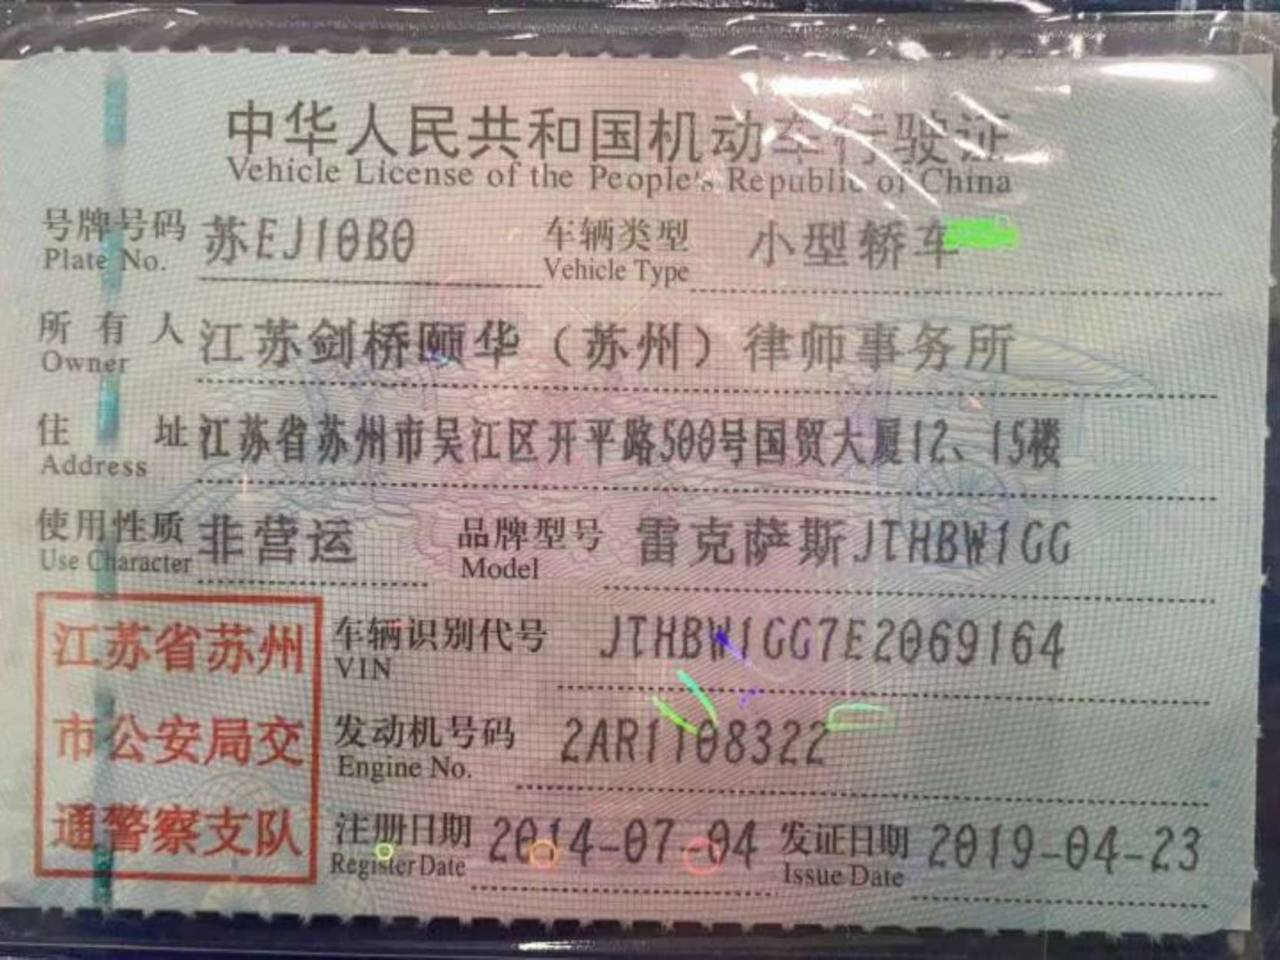 中华人民共和国机动车行驶证
Vehicle License of the People's Republic of China
号牌号码 苏EJ10B0 车辆类型 小型轿车
Plate No. Vehicle Type
所有人 江苏剑桥颐华（苏州）律师事务所
Owner
住址 江苏省苏州市吴江区开平路500号国贸大厦12、15楼
Address
使用性质 非营运 品牌型号 雷克萨斯JTHBW1GG
Use Character Model
江苏省苏州
市公安局交
通警察支队
车辆识别代号 JTHBW1GG7E2069164
VIN
发动机号码 2AR1108322
Engine No.
注册日期 2014-07-04 发证日期 2019-04-23
Register Date Issue Date